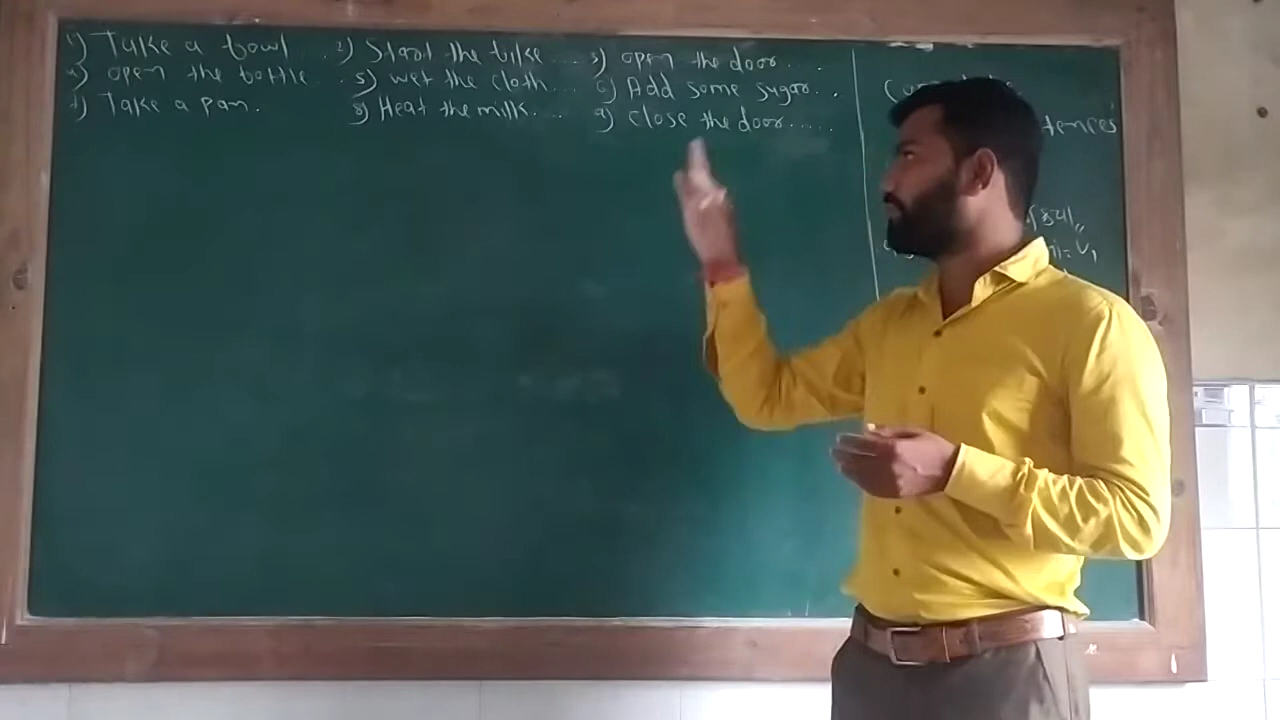 1) Take a bowl... 2) Start the bike.... 3) open the door...
4) open the bottle.. 5) wet the cloth... 6) Add some sugar..
7) Take a pan. 8) Heat the milk... 9) close the door.....
tences
क्रिया,,
= V1